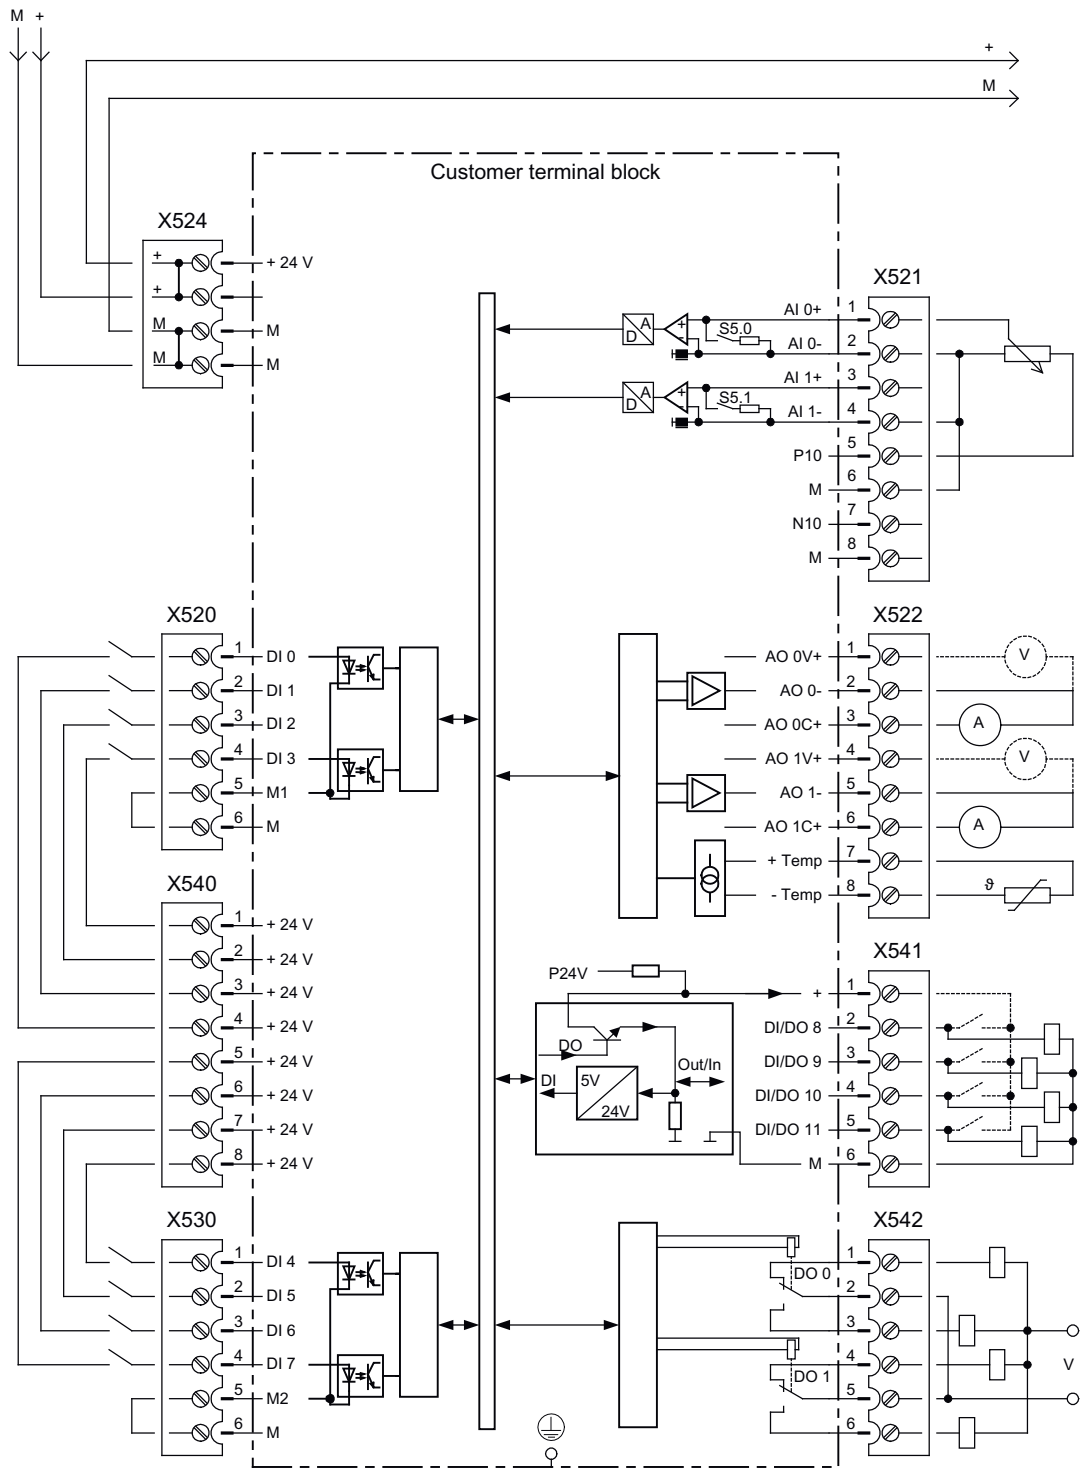 M +
+
M
Customer terminal block
X524
+ + 24 V
+
M M
M M
X521
AI 0+ 1
S5.0
A
D
+
-
AI 0- 2
AI 1+ 3
S5.1
A
D
+
-
AI 1- 4
P10 5
M 6
N10 7
M 8
X520
1 DI 0
2 DI 1
3 DI 2
4 DI 3
5 M1
6 M
X522
AO 0V+ 1 V
AO 0- 2
AO 0C+ 3 A
AO 1V+ 4 V
AO 1- 5
AO 1C+ 6 A
+ Temp 7
- Temp 8 ϑ
X540
1 + 24 V
2 + 24 V
3 + 24 V
4 + 24 V
5 + 24 V
6 + 24 V
7 + 24 V
8 + 24 V
X541
P24V
+ 1
DI/DO 8 2
DO
DI/DO 9 3
Out/In
DI
5V
24V
DI/DO 10 4
DI/DO 11 5
M 6
X530
1 DI 4
2 DI 5
3 DI 6
4 DI 7
5 M2
6 M
X542
1
DO 0
2
3
4
V
DO 1
5
6